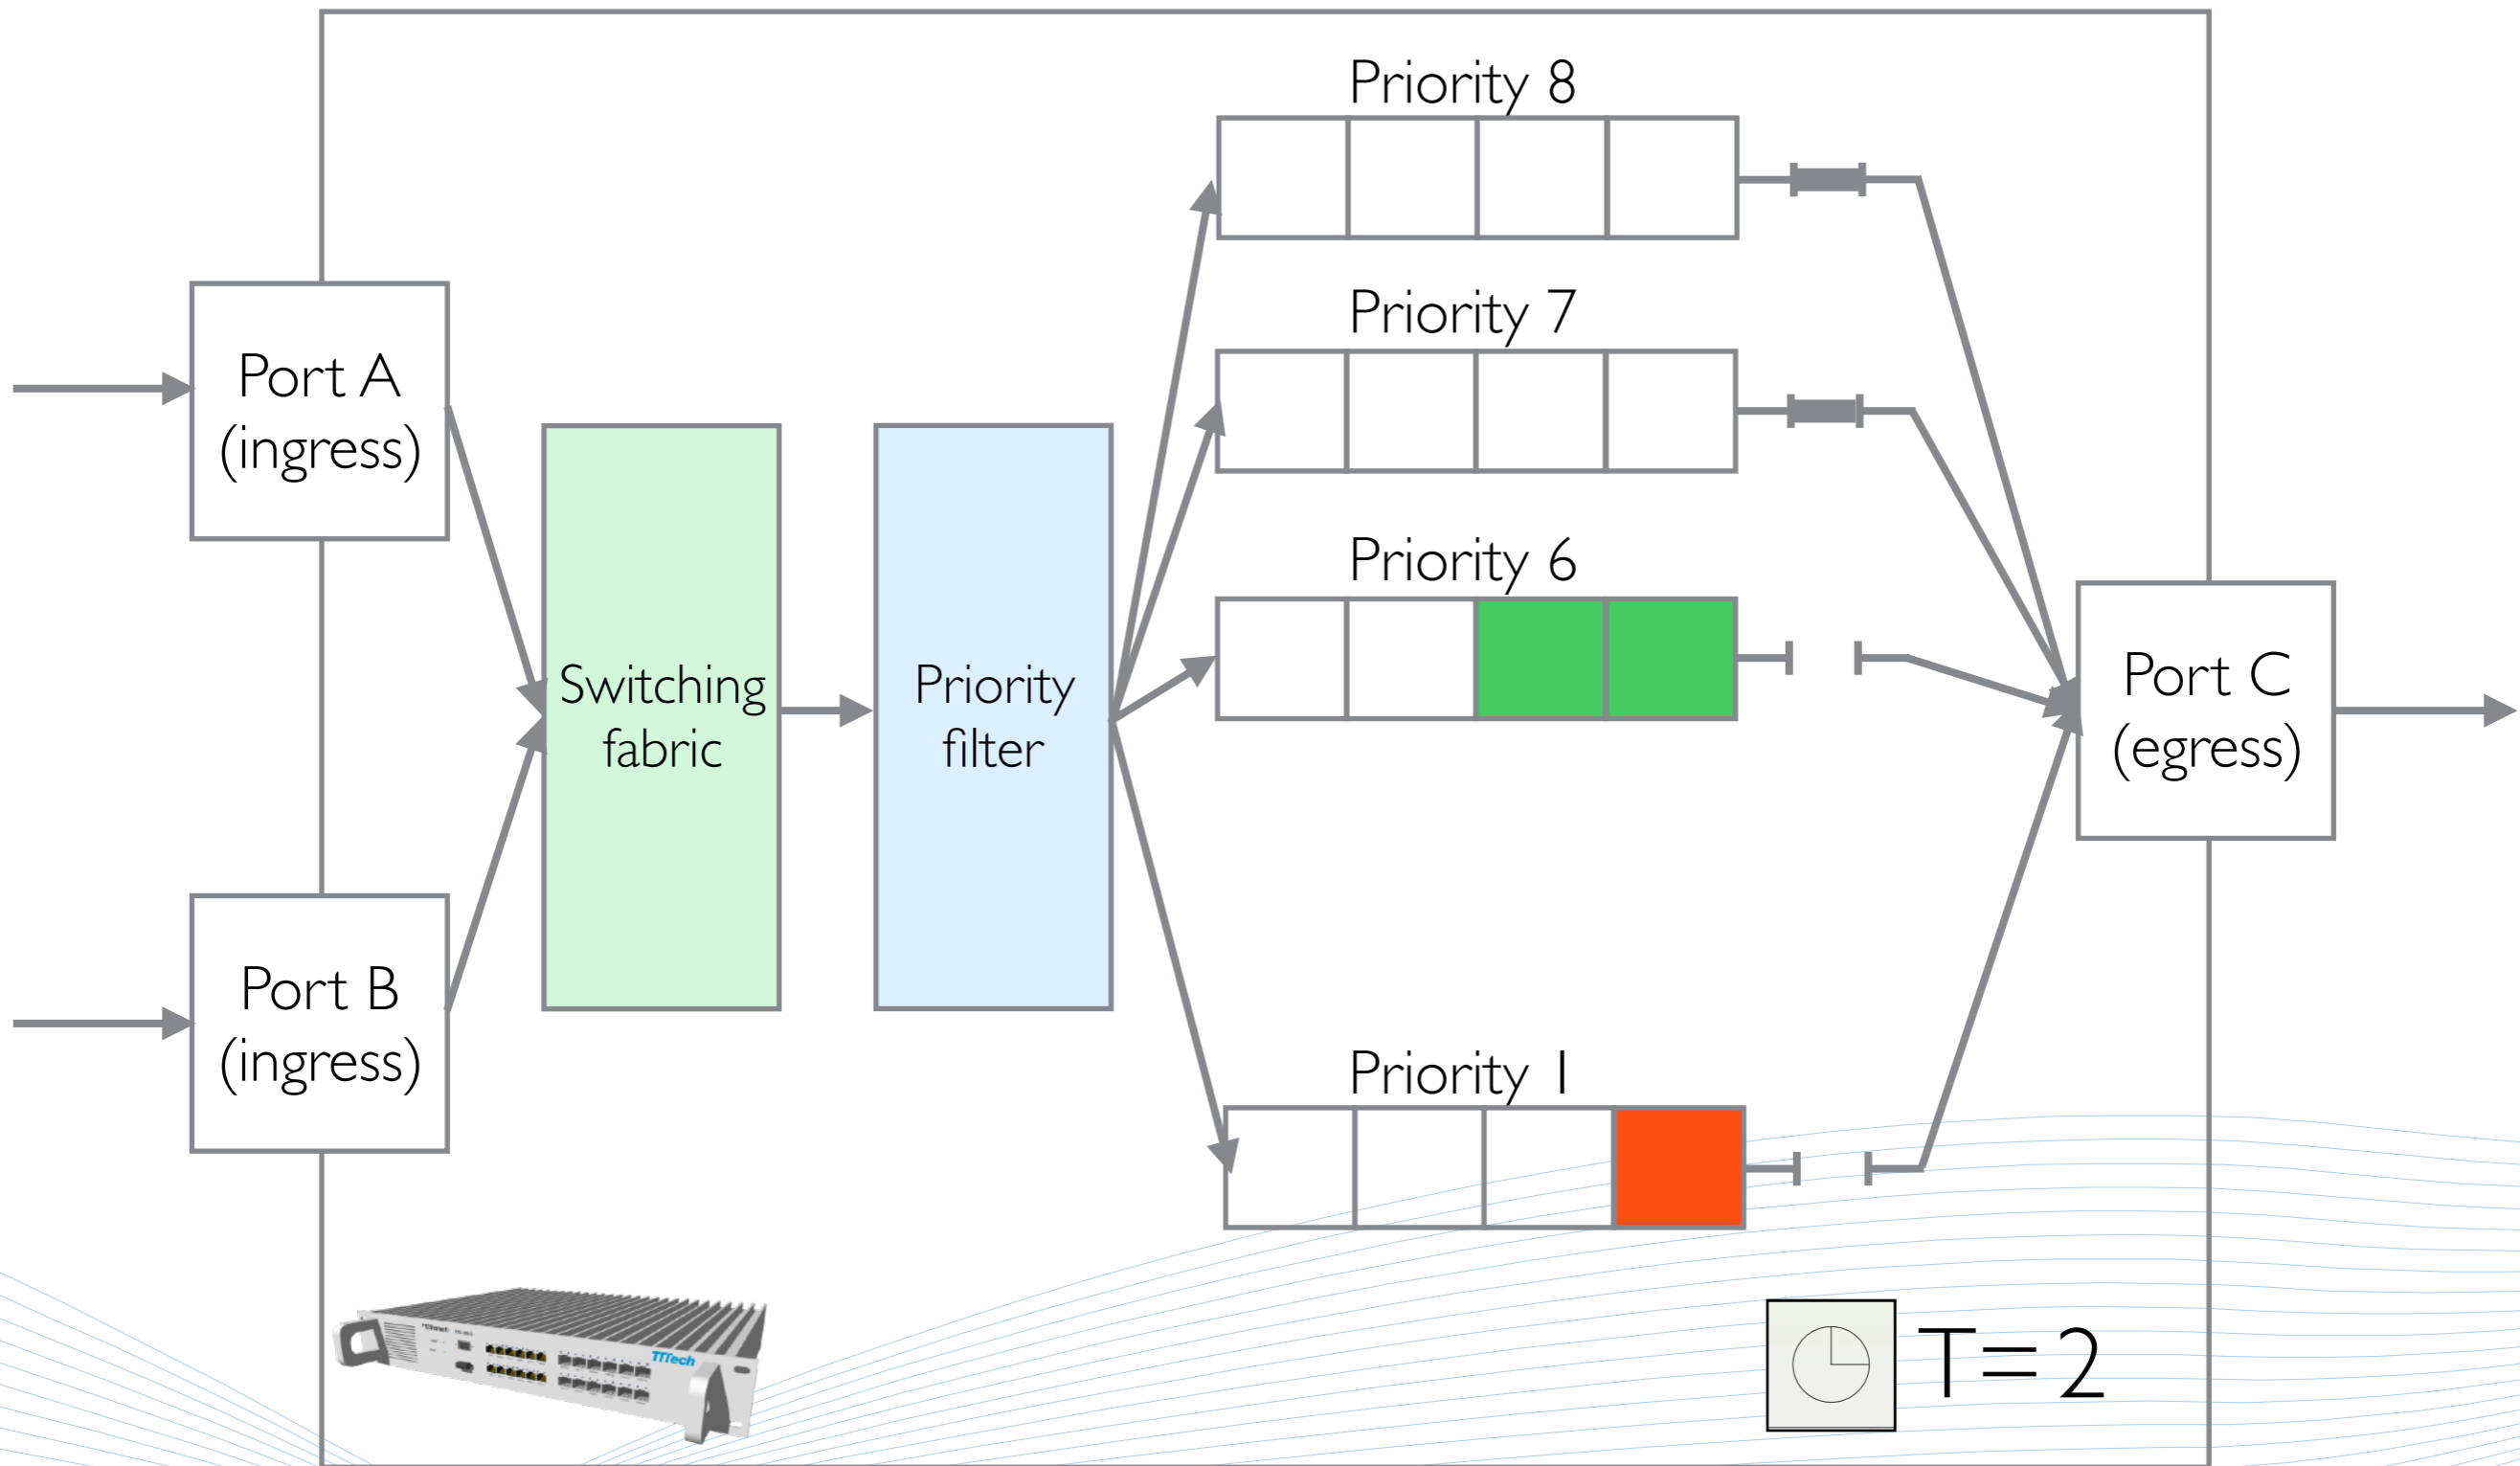 Priority 8
Priority 7
Port A
(ingress)
Priority 6
Switching
fabric
Priority
filter
Port C
(egress)
Port B
(ingress)
Priority 1
TTTech
T= 2